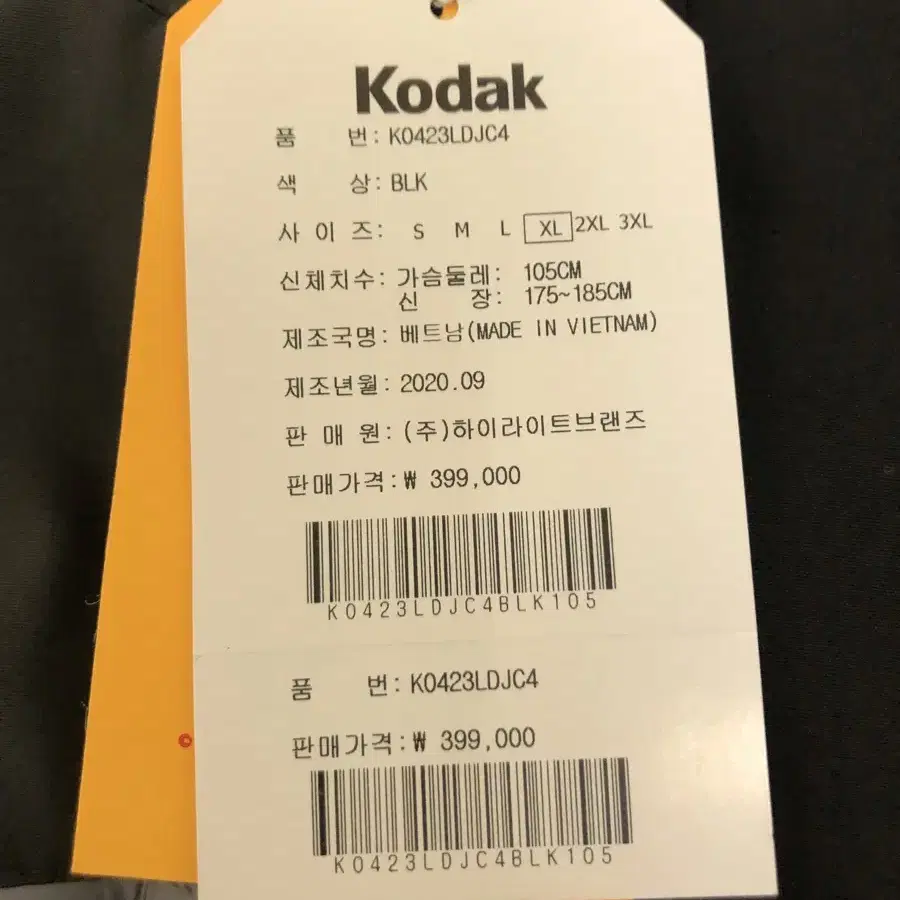 Kodak
품 번: K0423LDJC4
색 상: BLK
사 이 즈: S M L XL 2XL 3XL
신체치수: 가슴둘레: 105CM
신 장: 175~185CM
제조국명: 베트남(MADE IN VIETNAM)
제조년월: 2020.09
판 매 원: (주)하이라이트브랜즈
판매가격:₩ 399,000
K0423LDJC4BLK105
품 번: K0423LDJC4
판매가격:₩ 399,000
K0423LDJC4BLK105